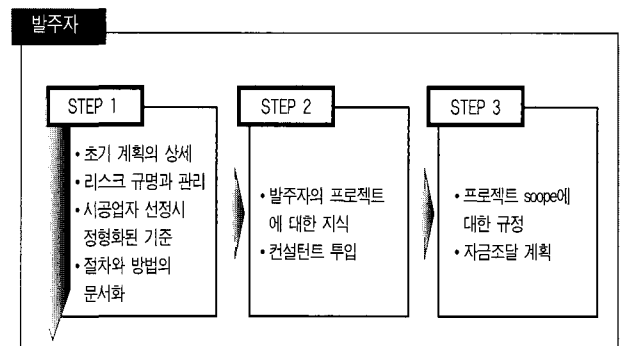 발주자
STEP 1
• 초기 계획의 상세
• 리스크 규명과 관리
• 시공업자 선정시
정형화된 기준
• 절차와 방법의
문서화
STEP 2
• 발주자의 프로젝트
에 대한 지식
• 컨설턴트 투입
STEP 3
• 프로젝트 soope에
대한 규정
• 자금조달 계획